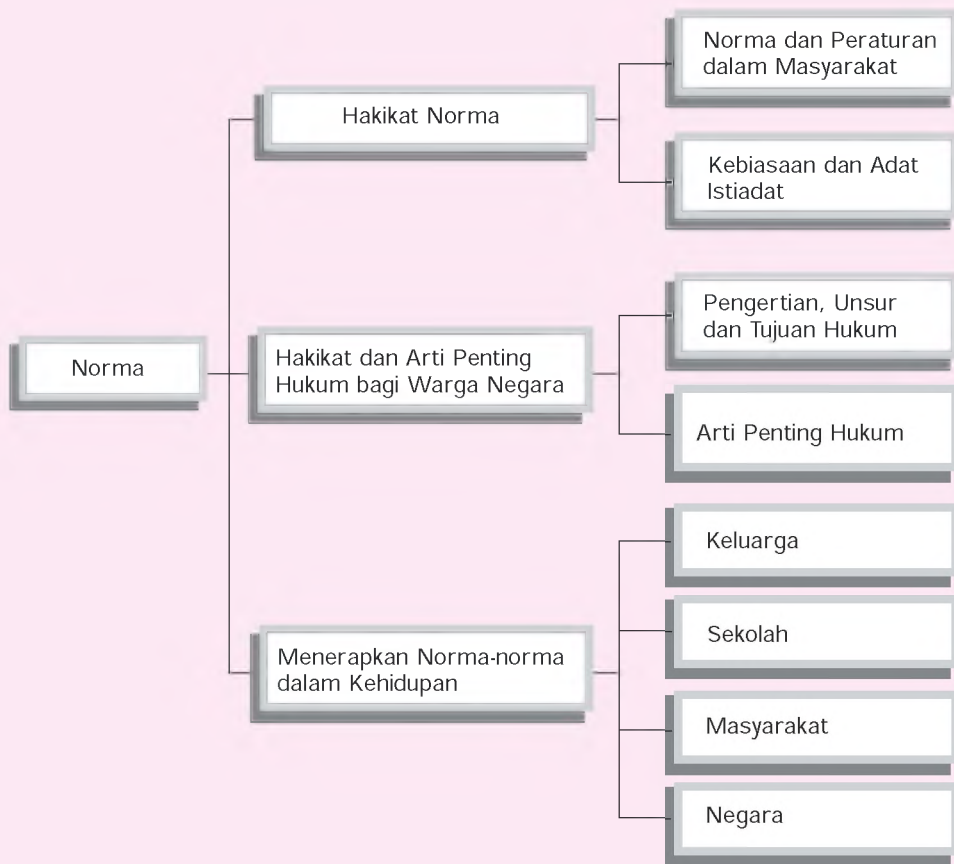 Norma dan Peraturan
dalam Masyarakat
Hakikat Norma
Kebiasaan dan Adat
Istiadat
Pengertian, Unsur
dan Tujuan Hukum
Norma
Hakikat dan Arti Penting
Hukum bagi Warga Negara
Arti Penting Hukum
Keluarga
Sekolah
Menerapkan Norma-norma
dalam Kehidupan
Masyarakat
Negara